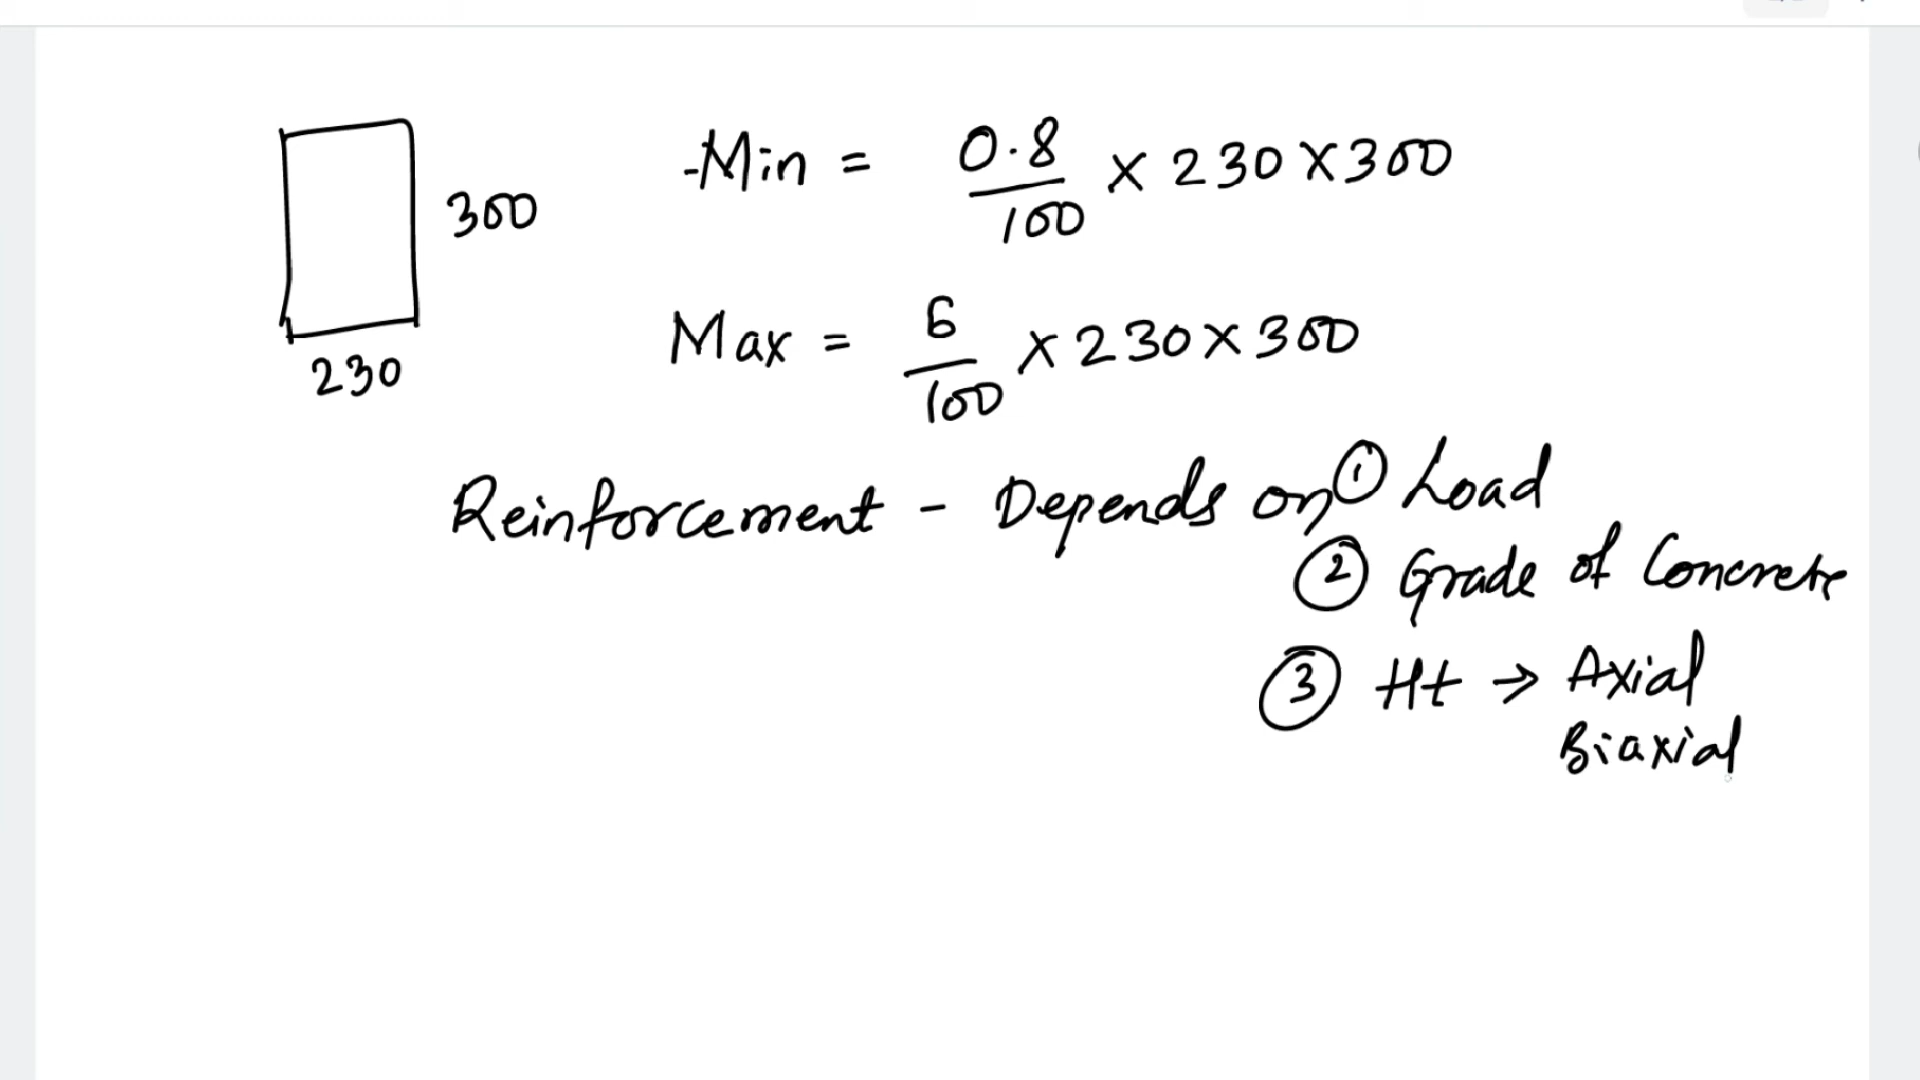 300
230
-Min = 0.8/100 × 230 × 300
Max = 6/100 × 230 × 300
Reinforcement - Depends on ① Load
② Grade of Concrete
③ Ht → Axial
Biaxial